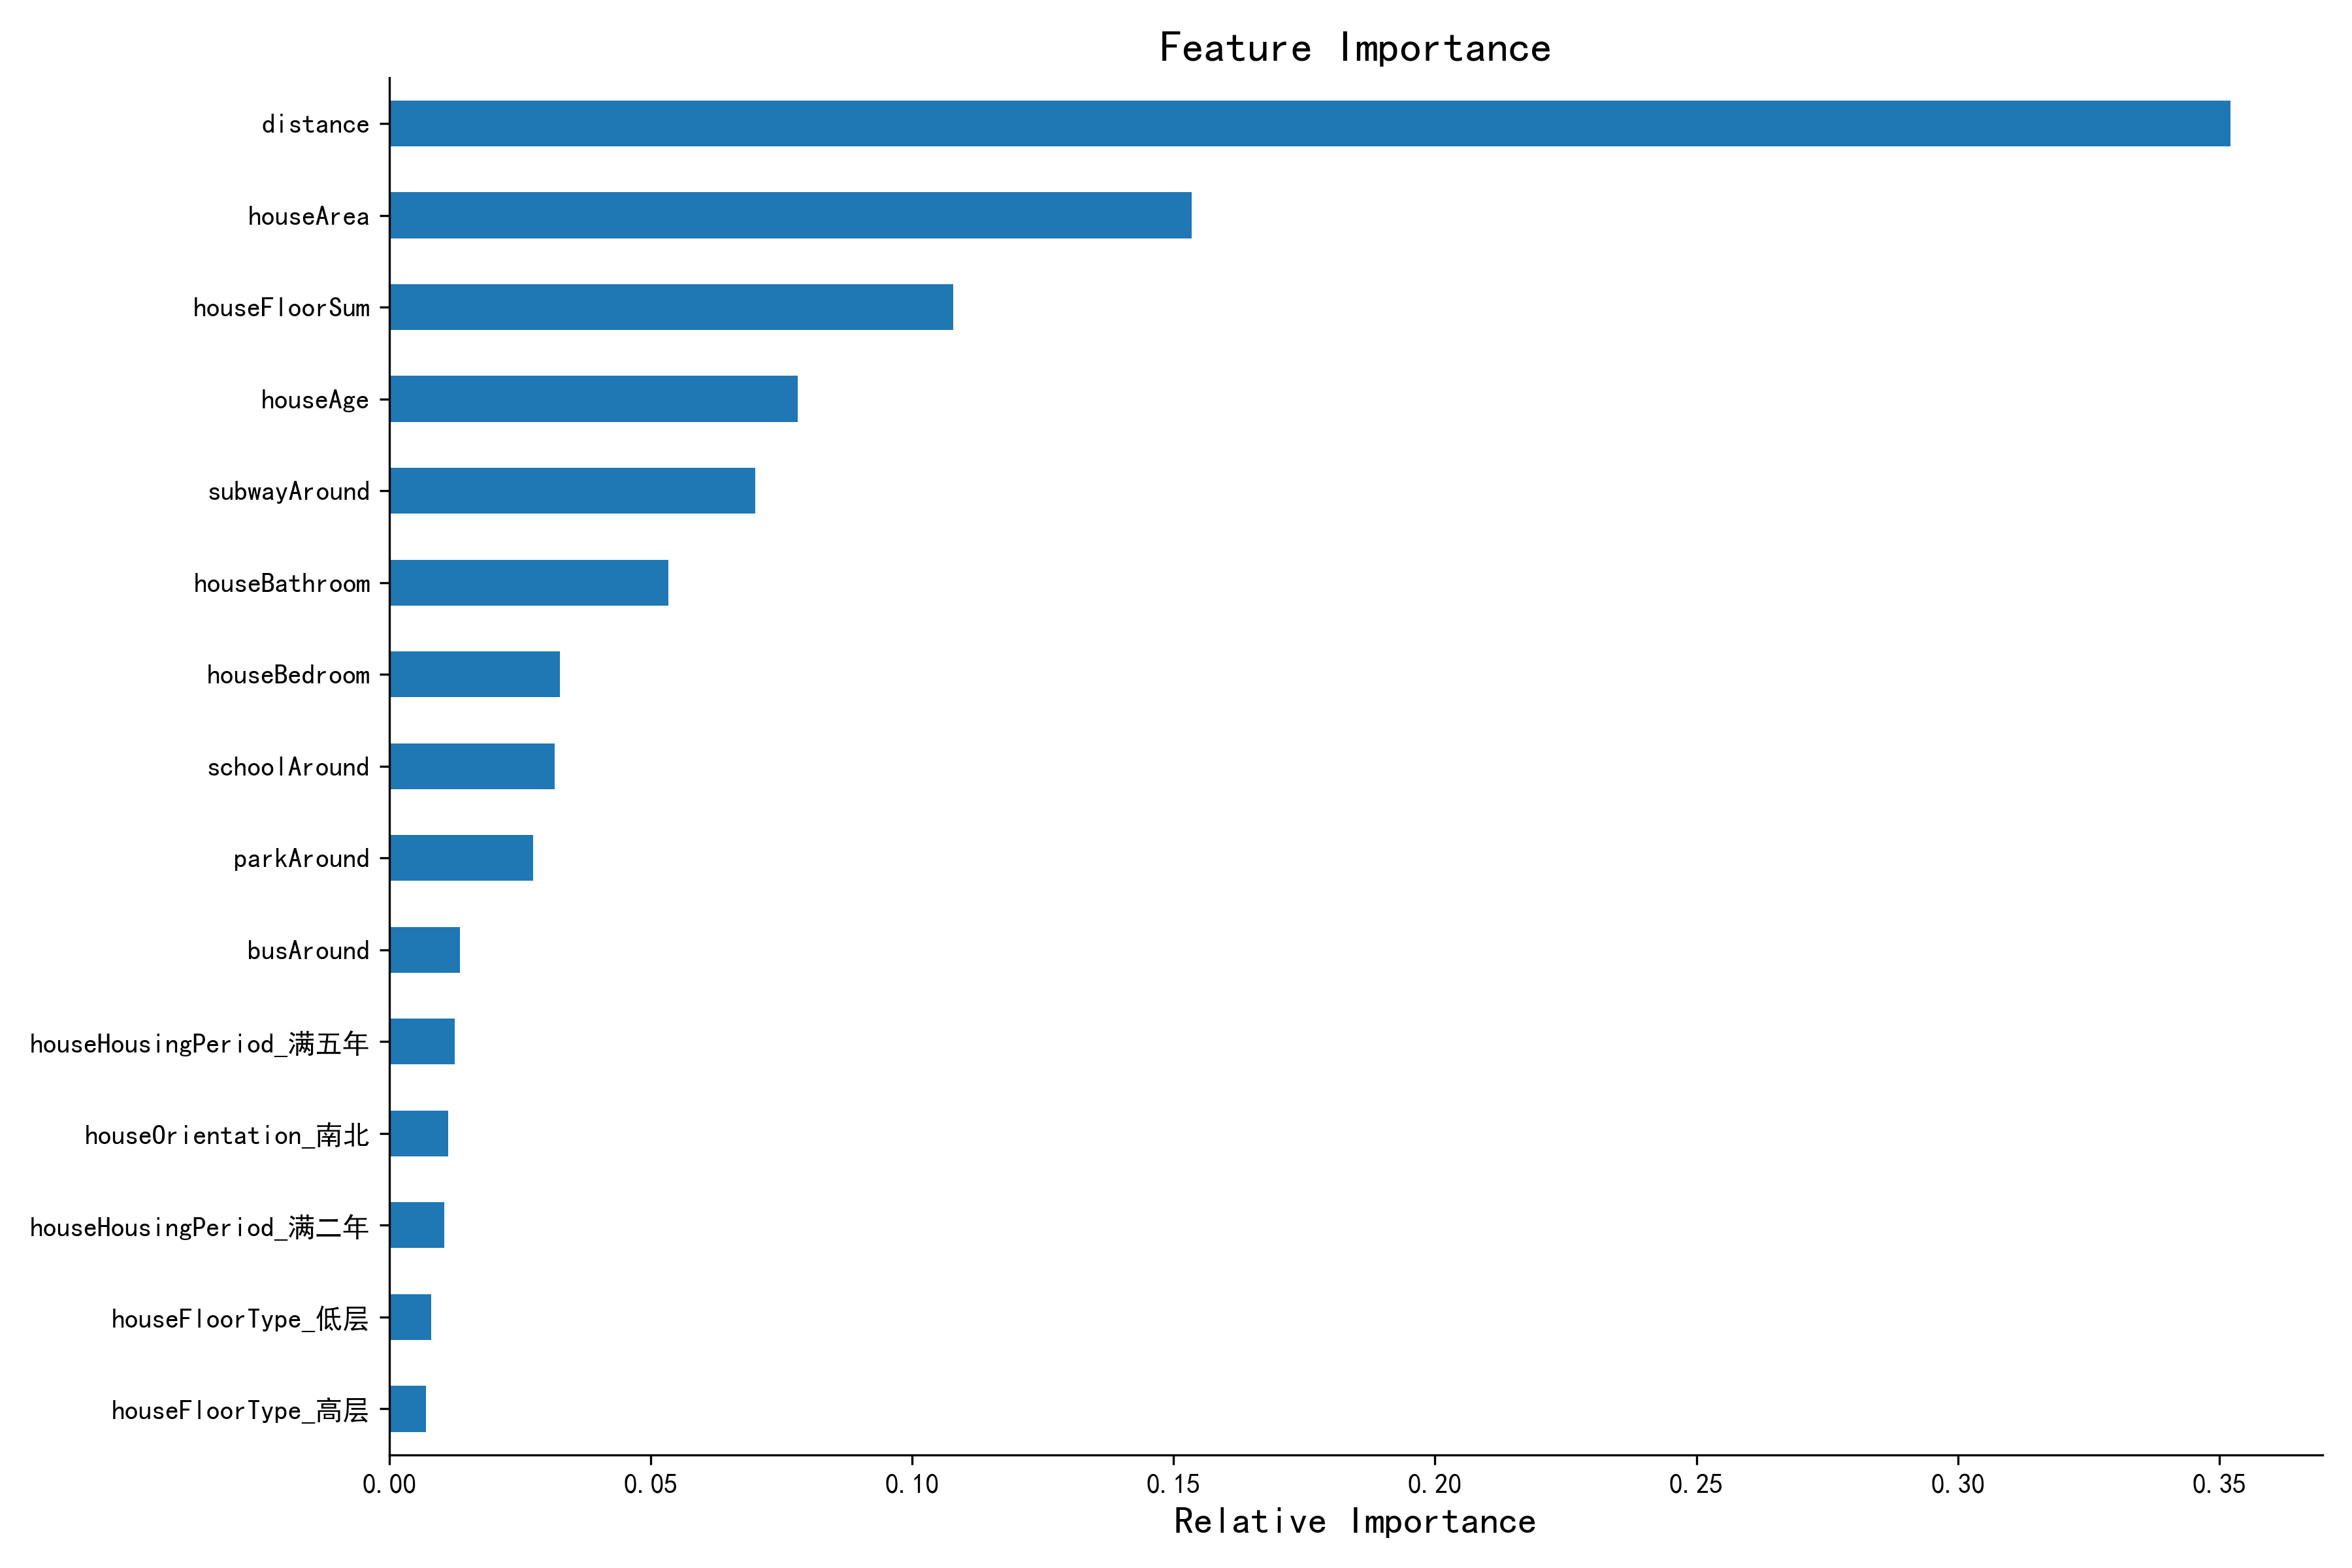 Feature Importance
distance
houseArea
houseFloorSum
houseAge
subwayAround
houseBathroom
houseBedroom
schoolAround
parkAround
busAround
houseHousingPeriod_满五年
houseOrientation_南北
houseHousingPeriod_满二年
houseFloorType_低层
houseFloorType_高层
0.00 0.05 0.10 0.15 0.20 0.25 0.30 0.35
Relative Importance